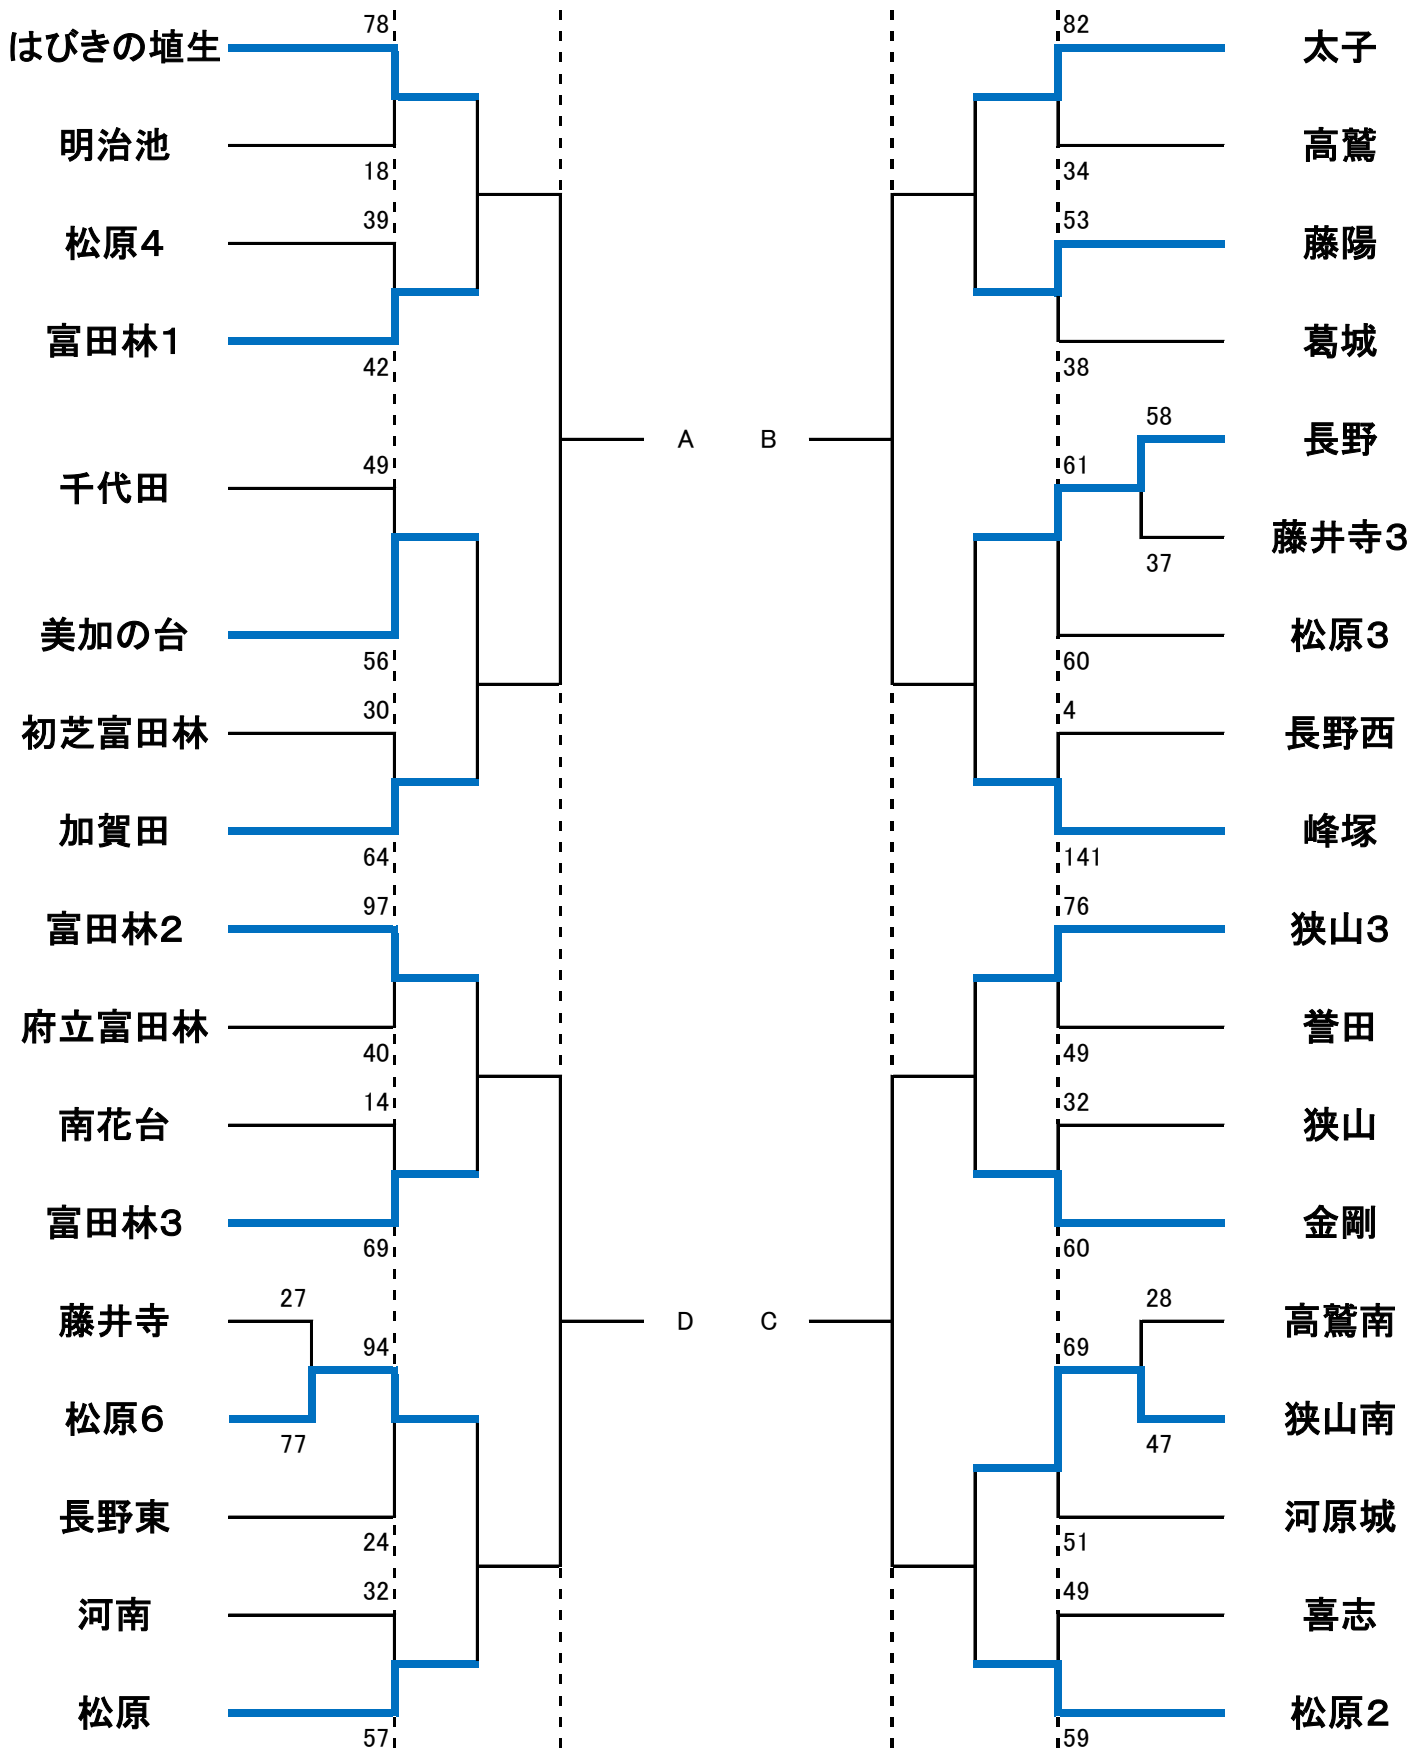 78
はびきの埴生
明治池
18
39
松原4
富田林1
42
49
千代田
美加の台
56
30
初芝富田林
加賀田
64
A
97
富田林2
府立富田林
40
14
南花台
富田林3
69
27
藤井寺
94
松原6
77
長野東
24
32
河南
松原
57
D
82
太子
高鷲
34
53
藤陽
葛城
38
58
長野
61
藤井寺3
37
松原3
60
4
長野西
峰塚
141
B
76
狭山3
誉田
49
32
狭山
金剛
60
28
高鷲南
69
狭山南
47
河原城
51
49
喜志
松原2
59
C